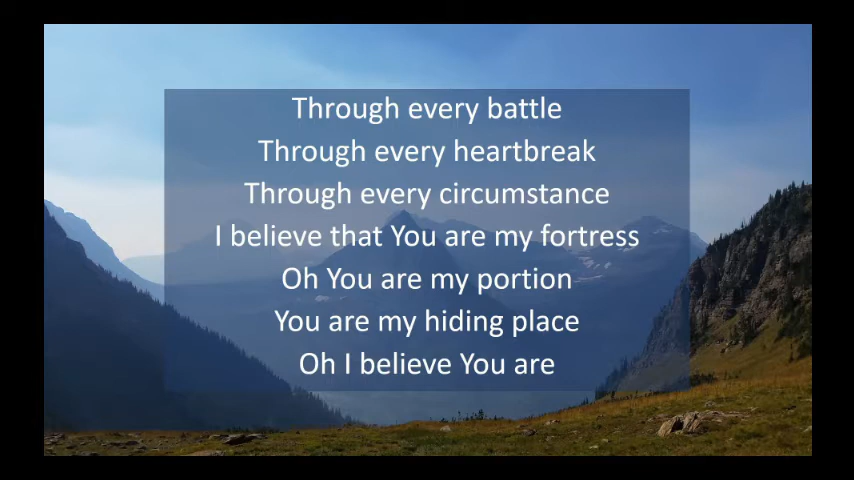 Through every battle
Through every heartbreak
Through every circumstance
I believe that You are my fortress
Oh You are my portion
You are my hiding place
Oh I believe You are